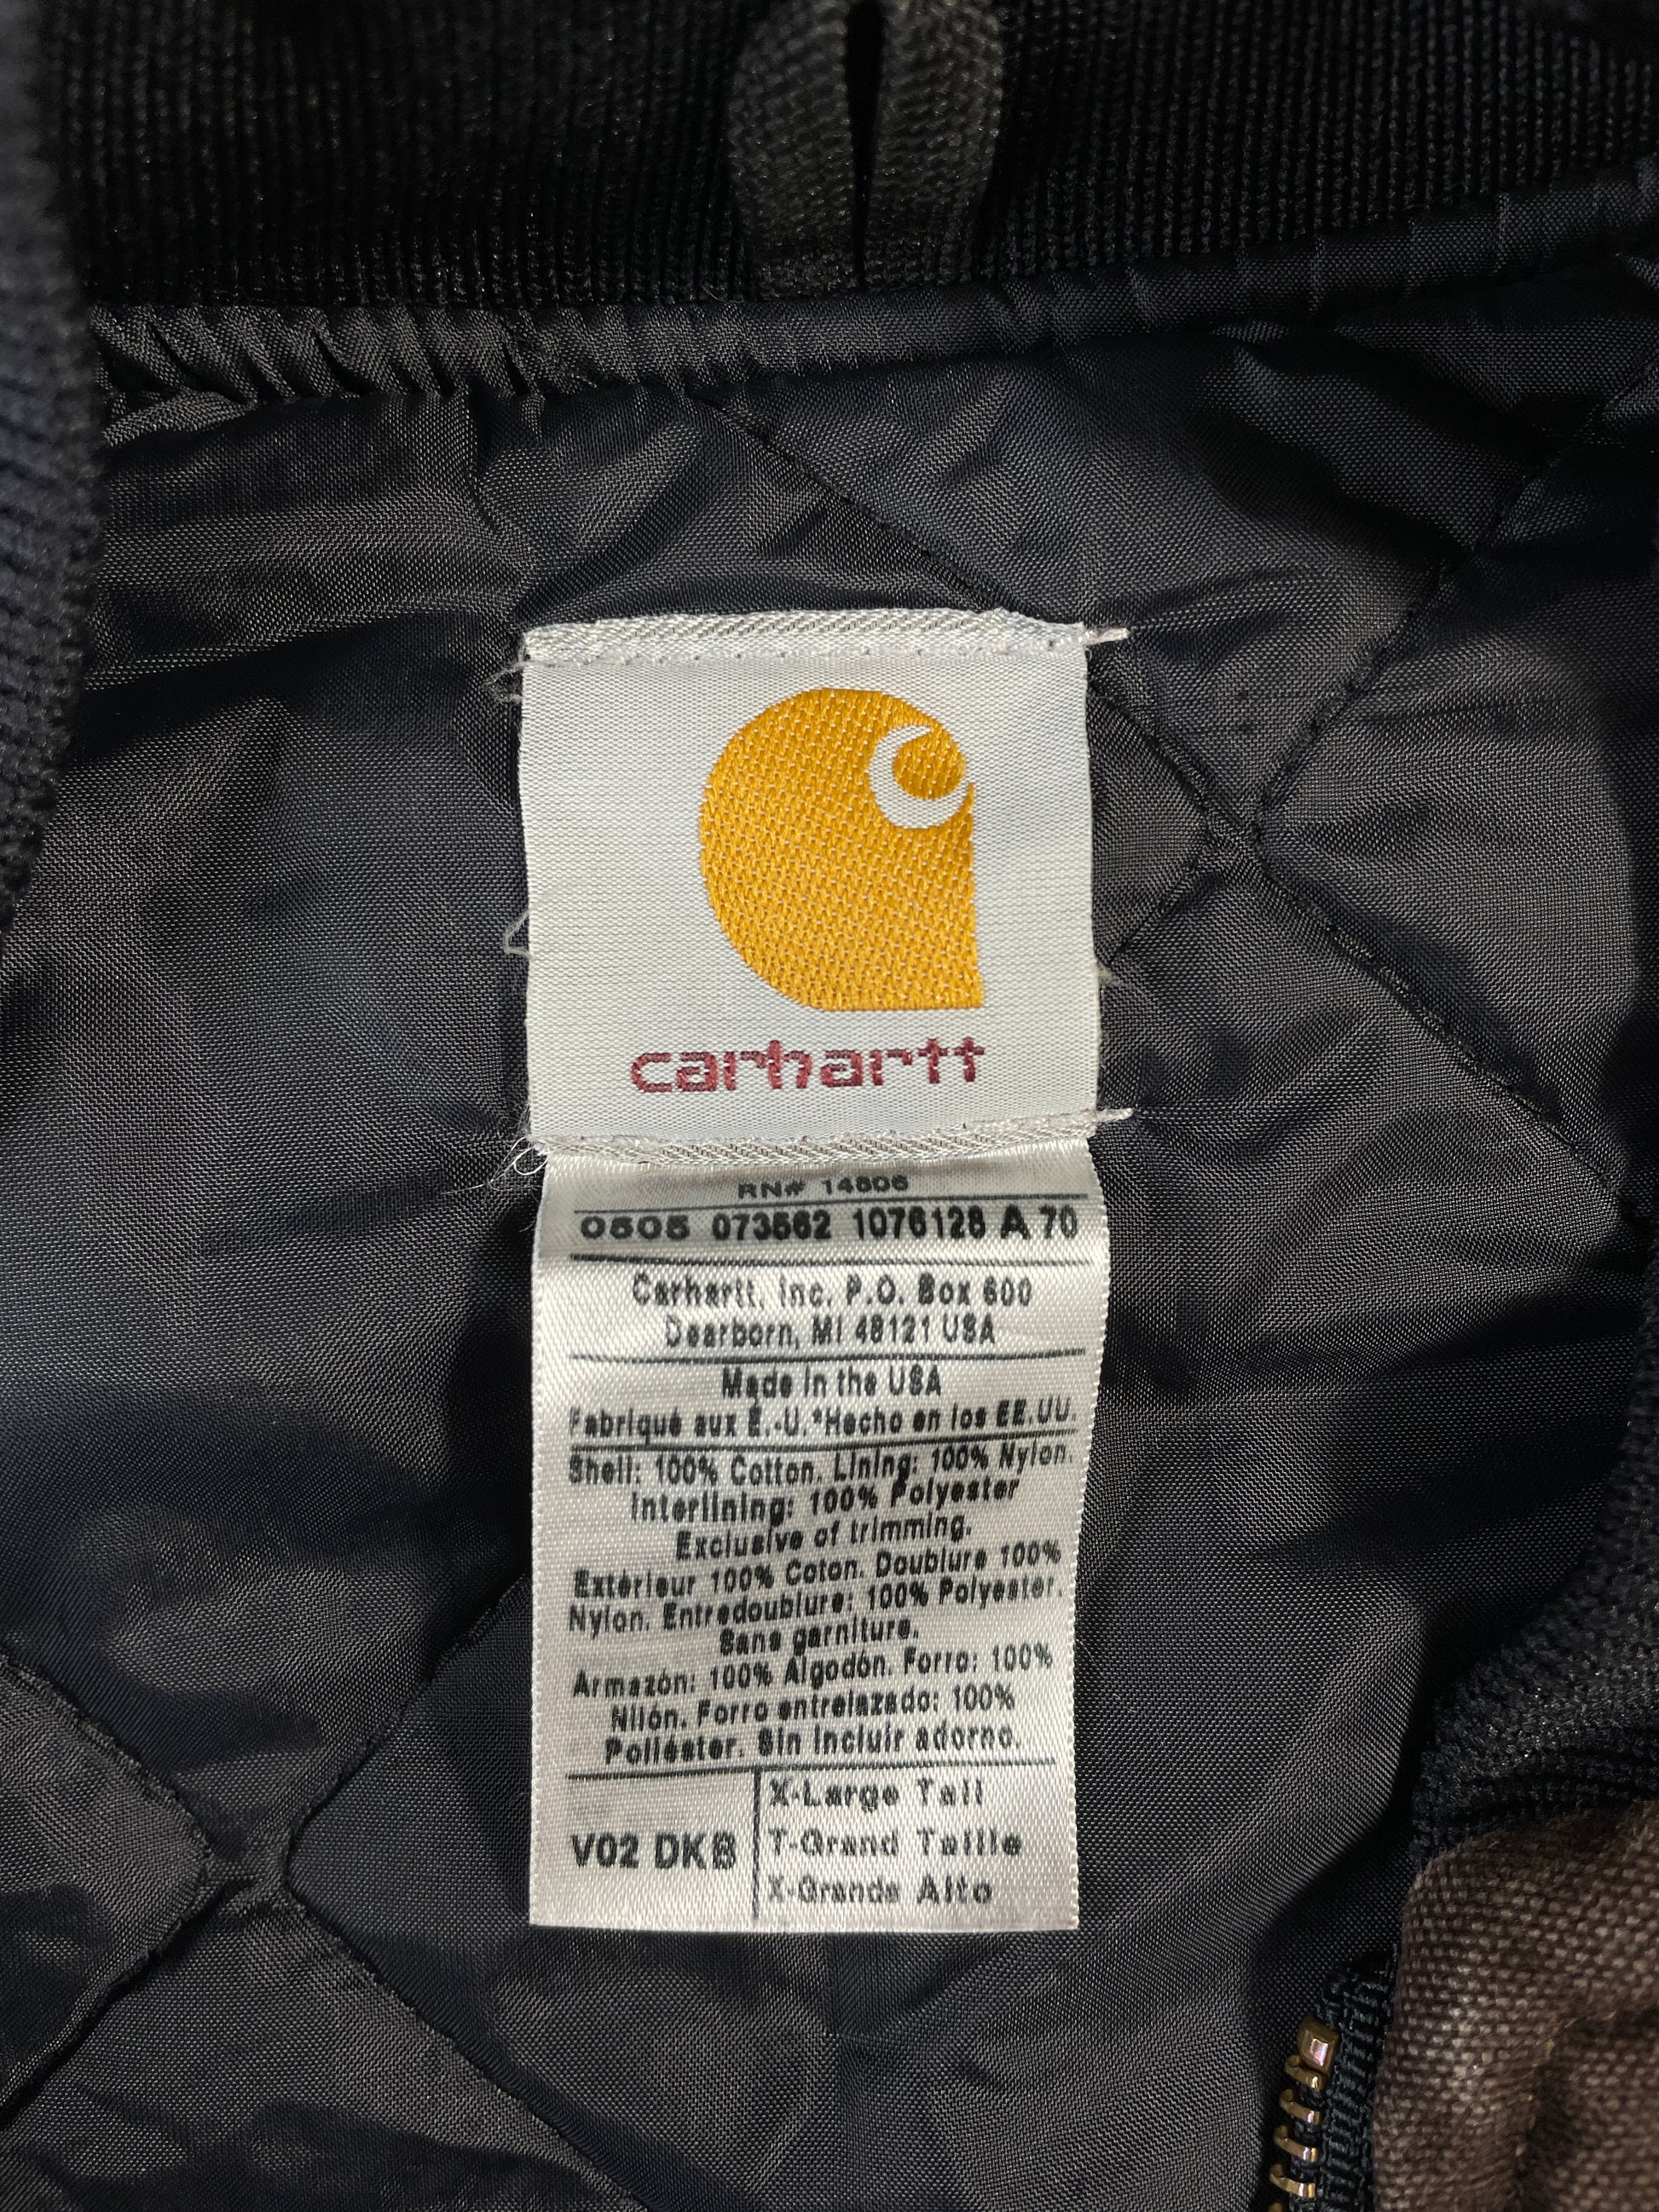 carhartt
RN# 14806
0505 073562 1076128 A 70
Carhartt, Inc. P.O. Box 600
Dearborn, MI 48121 USA
Made in the USA
Fabriqué aux É.-U.*Hecho en los EE.UU.
Shell: 100% Cotton. Lining: 100% Nylon.
Interlining: 100% Polyester
Exclusive of trimming.
Extérieur 100% Coton. Doublure 100%
Nylon. Entredoublure: 100% Polyester.
Sans garniture.
Armazón: 100% Algodón. Forro: 100%
Nilón. Forro entrelazado: 100%
Poliéster. Sin incluir adorno.
V02 DKB
X-Large Tall
T-Grand Taille
X-Grande Alto